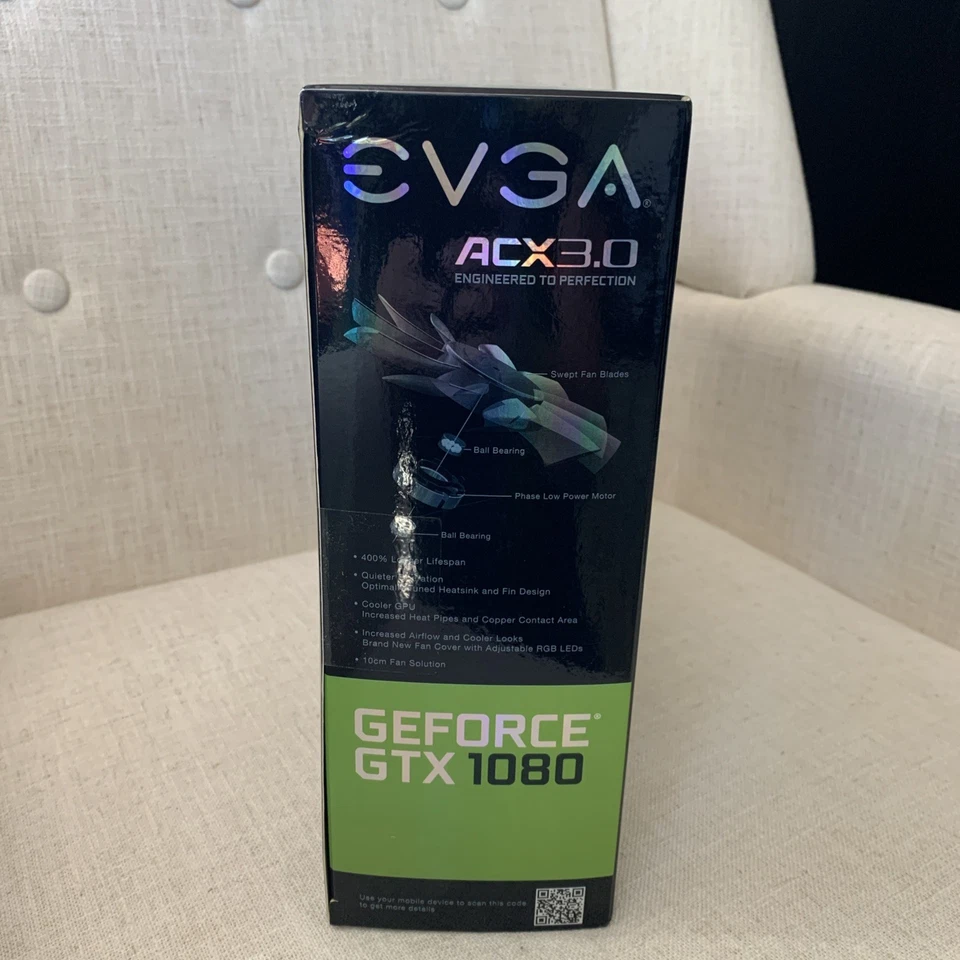 EVGA®
ACX3.0
ENGINEERED TO PERFECTION
Swept Fan Blades
Ball Bearing
Phase Low Power Motor
Ball Bearing
• 400% Lifespan
• Quieter
Optimal Heatsink and Fin Design
• Cooler GPU
Increased Heat Pipes and Copper Contact Area
• Increased Airflow and Cooler Looks
Brand New Fan Cover with Adjustable RGB LEDs
• 10cm Fan Solution
GEFORCE®
GTX 1080
Use your mobile device to scan this code
to get more details